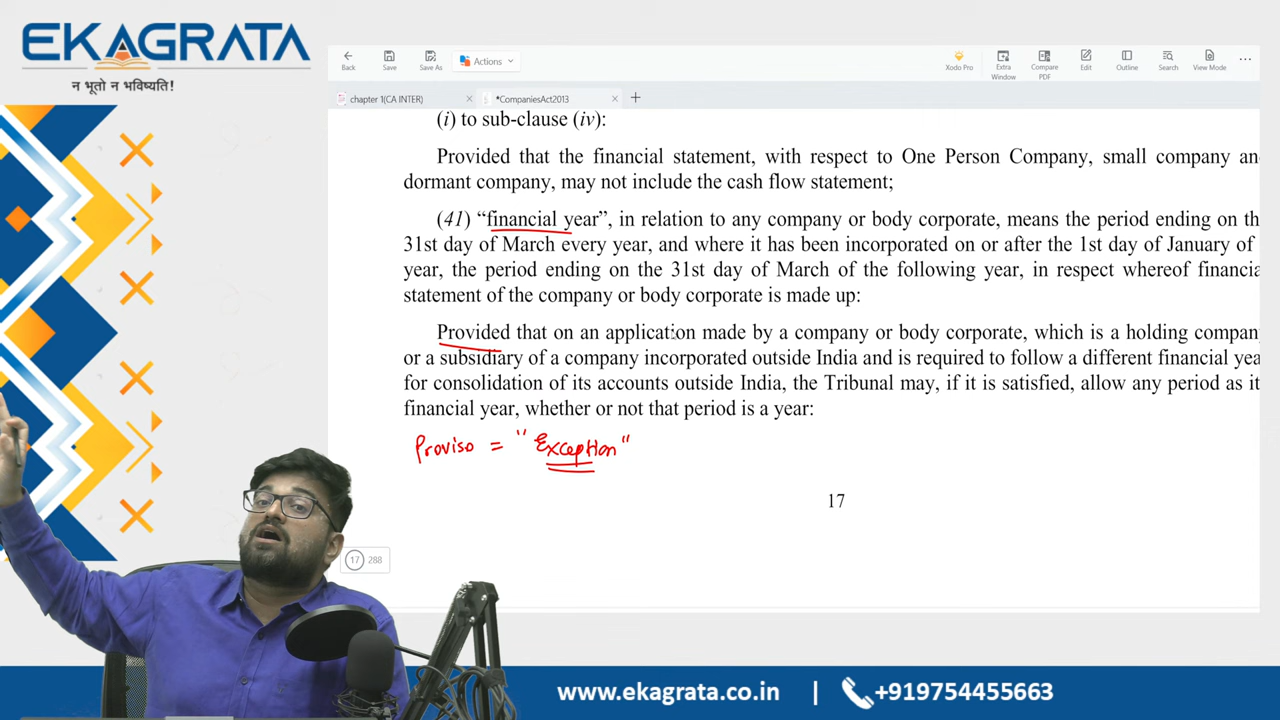 EKAGRATA
न भूतो न भविष्यति!
Back
Save
Save As
Actions
Xodo Pro
Extra
Window
Compare
PDF
Edit
Outline
Search
View Mode
chapter 1(CA INTER)
*CompaniesAct2013
(i) to sub-clause (iv):
Provided that the financial statement, with respect to One Person Company, small company an
dormant company, may not include the cash flow statement;
(41) “financial year”, in relation to any company or body corporate, means the period ending on th
31st day of March every year, and where it has been incorporated on or after the 1st day of January of
year, the period ending on the 31st day of March of the following year, in respect whereof financia
statement of the company or body corporate is made up:
Provided that on an application made by a company or body corporate, which is a holding compan
or a subsidiary of a company incorporated outside India and is required to follow a different financial yea
for consolidation of its accounts outside India, the Tribunal may, if it is satisfied, allow any period as it
financial year, whether or not that period is a year:
Proviso = "Exception"
17
17 288
www.ekagrata.co.in | +919754455663